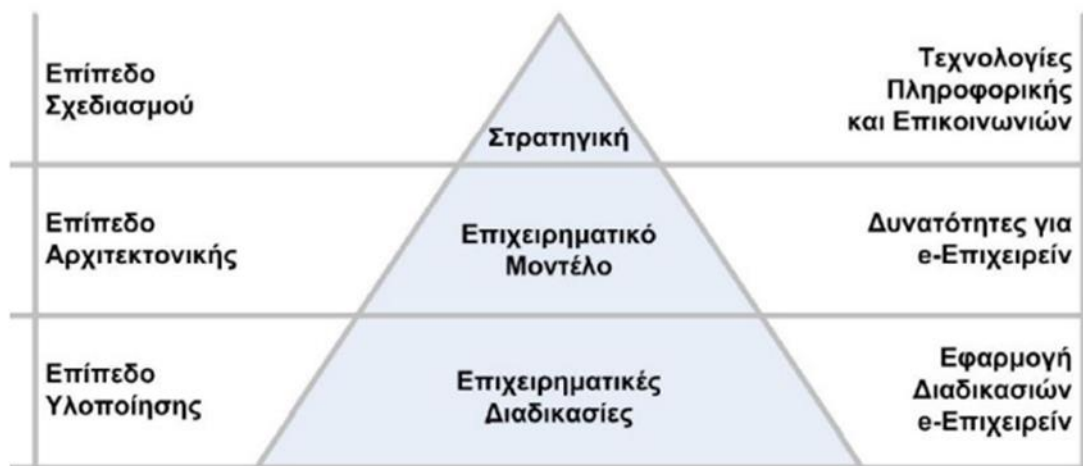 Επίπεδο
Σχεδιασμού
Στρατηγική
Τεχνολογίες
Πληροφορικής
και Επικοινωνιών
Επίπεδο
Αρχιτεκτονικής
Επιχειρηματικό
Μοντέλο
Δυνατότητες για
e-Επιχειρείν
Επίπεδο
Υλοποίησης
Επιχειρηματικές
Διαδικασίες
Εφαρμογή
Διαδικασιών
e-Επιχειρείν